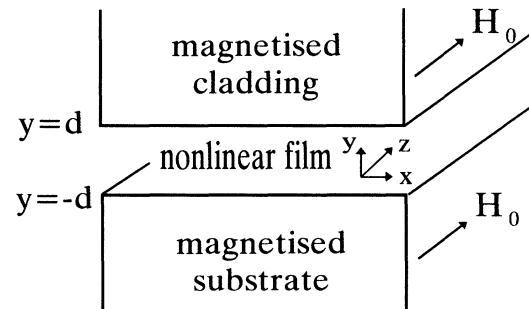 H₀
magnetised
cladding
y=d
nonlinear film
y
z
x
y=-d
H₀
magnetised
substrate